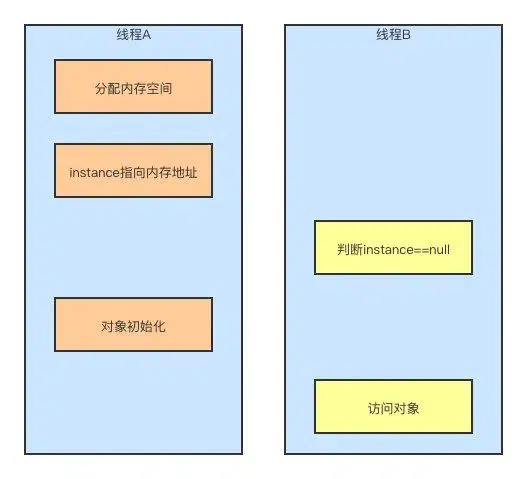 线程A
分配内存空间
instance指向内存地址
对象初始化
线程B
判断instance==null
访问对象